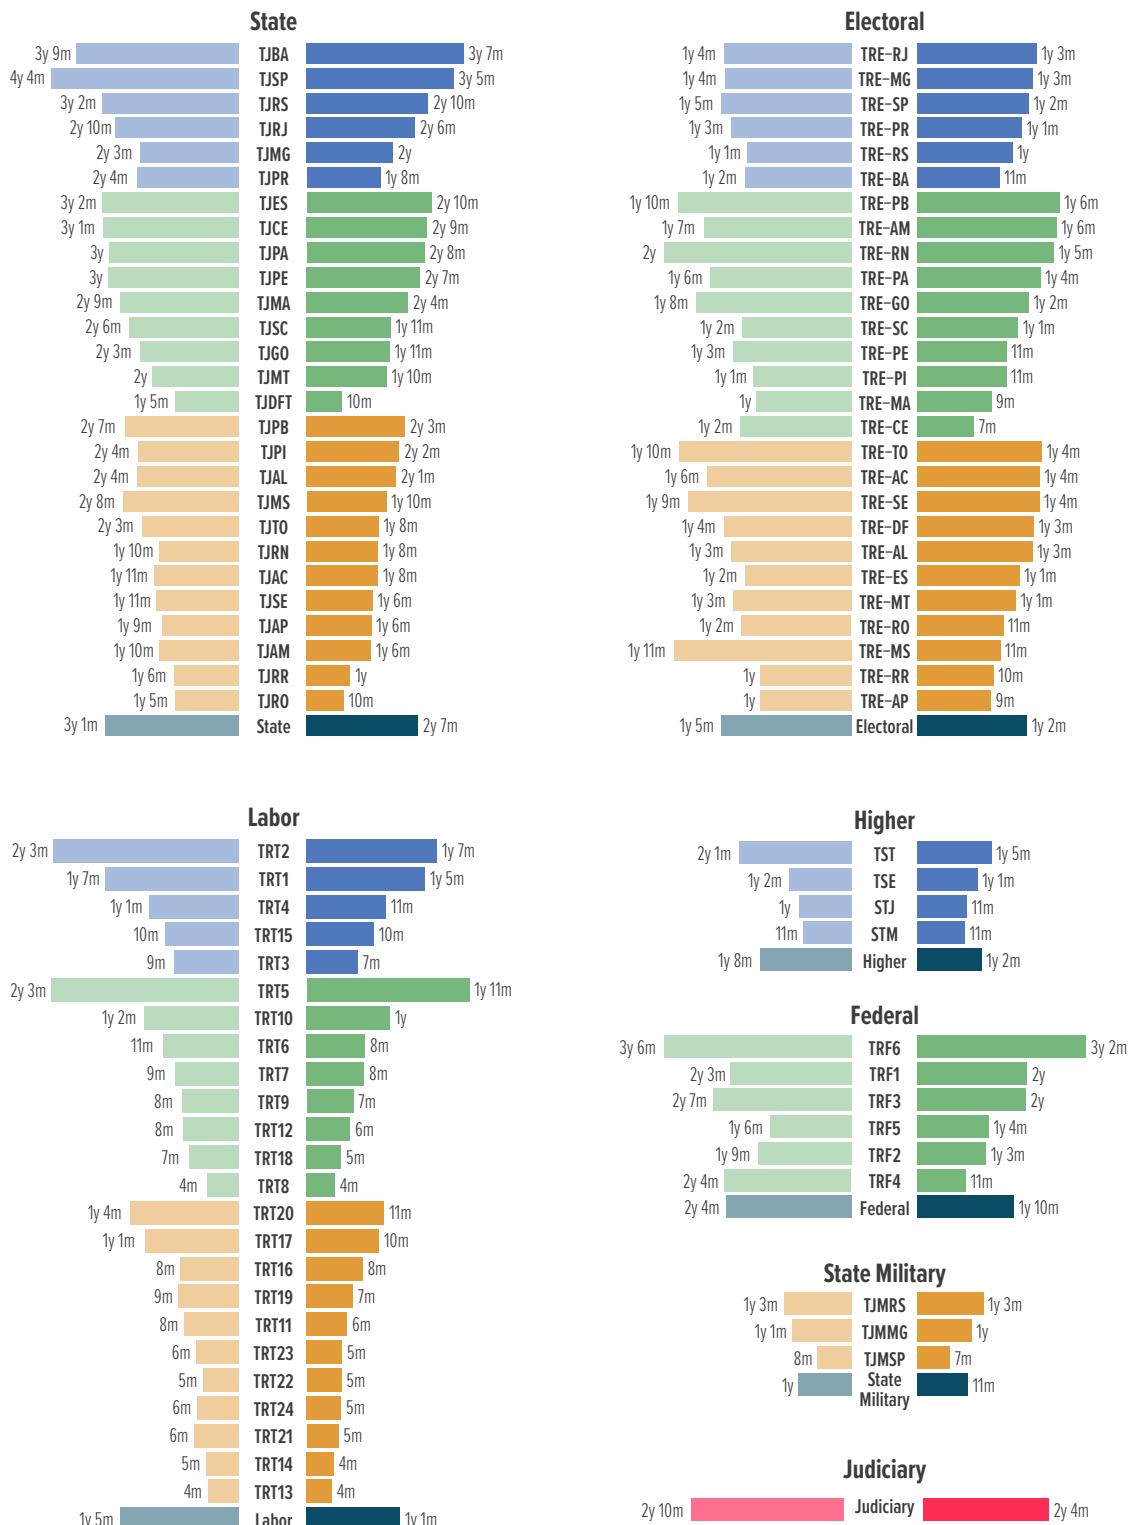 State
3y 9m TJBA 3y 7m
4y 4m TJSP 3y 5m
3y 2m TJRS 2y 10m
2y 10m TJRJ 2y 6m
2y 3m TJMG 2y
2y 4m TJPR 1y 8m
3y 2m TJES 2y 10m
3y 1m TJCE 2y 9m
3y TJPA 2y 8m
3y TJPE 2y 7m
2y 9m TJMA 2y 4m
2y 6m TJSC 1y 11m
2y 3m TJGO 1y 11m
2y TJMT 1y 10m
1y 5m TJDFT 10m
2y 7m TJPB 2y 3m
2y 4m TJPI 2y 2m
2y 4m TJAL 2y 1m
2y 8m TJMS 1y 10m
2y 3m TJTO 1y 8m
1y 10m TJRN 1y 8m
1y 11m TJAC 1y 8m
1y 11m TJSE 1y 6m
1y 9m TJAP 1y 6m
1y 10m TJAM 1y 6m
1y 6m TJRR 1y
1y 5m TJRO 10m
3y 1m State 2y 7m
Electoral
1y 4m TRE-RJ 1y 3m
1y 4m TRE-MG 1y 3m
1y 5m TRE-SP 1y 2m
1y 3m TRE-PR 1y 1m
1y 1m TRE-RS 1y
1y 2m TRE-BA 11m
1y 10m TRE-PB 1y 6m
1y 7m TRE-AM 1y 6m
2y TRE-RN 1y 5m
1y 6m TRE-PA 1y 4m
1y 8m TRE-GO 1y 2m
1y 2m TRE-SC 1y 1m
1y 3m TRE-PE 11m
1y 1m TRE-PI 11m
1y TRE-MA 9m
1y 2m TRE-CE 7m
1y 10m TRE-TO 1y 4m
1y 6m TRE-AC 1y 4m
1y 9m TRE-SE 1y 4m
1y 4m TRE-DF 1y 3m
1y 3m TRE-AL 1y 3m
1y 2m TRE-ES 1y 1m
1y 3m TRE-MT 1y 1m
1y 2m TRE-RO 11m
1y 11m TRE-MS 11m
1y TRE-RR 10m
1y TRE-AP 9m
1y 5m Electoral 1y 2m
Labor
2y 3m TRT2 1y 7m
1y 7m TRT1 1y 5m
1y 1m TRT4 11m
10m TRT15 10m
9m TRT3 7m
2y 3m TRT5 1y 11m
1y 2m TRT10 1y
11m TRT6 8m
9m TRT7 8m
8m TRT9 7m
8m TRT12 6m
7m TRT18 5m
4m TRT8 4m
1y 4m TRT20 11m
1y 1m TRT17 10m
8m TRT16 8m
9m TRT19 7m
8m TRT11 6m
6m TRT23 5m
5m TRT22 5m
6m TRT24 5m
6m TRT21 5m
5m TRT14 4m
4m TRT13 4m
1y 5m Labor 1y 1m
Higher
2y 1m TST 1y 5m
1y 2m TSE 1y 1m
1y STJ 11m
11m STM 11m
1y 8m Higher 1y 2m
Federal
3y 6m TRF6 3y 2m
2y 3m TRF1 2y
2y 7m TRF3 2y
1y 6m TRF5 1y 4m
1y 9m TRF2 1y 3m
2y 4m TRF4 11m
2y 4m Federal 1y 10m
State Military
1y 3m TJMRS 1y 3m
1y 1m TJMMG 1y
8m TJMSP 7m
1y State 11m
Military
Judiciary
2y 10m Judiciary 2y 4m